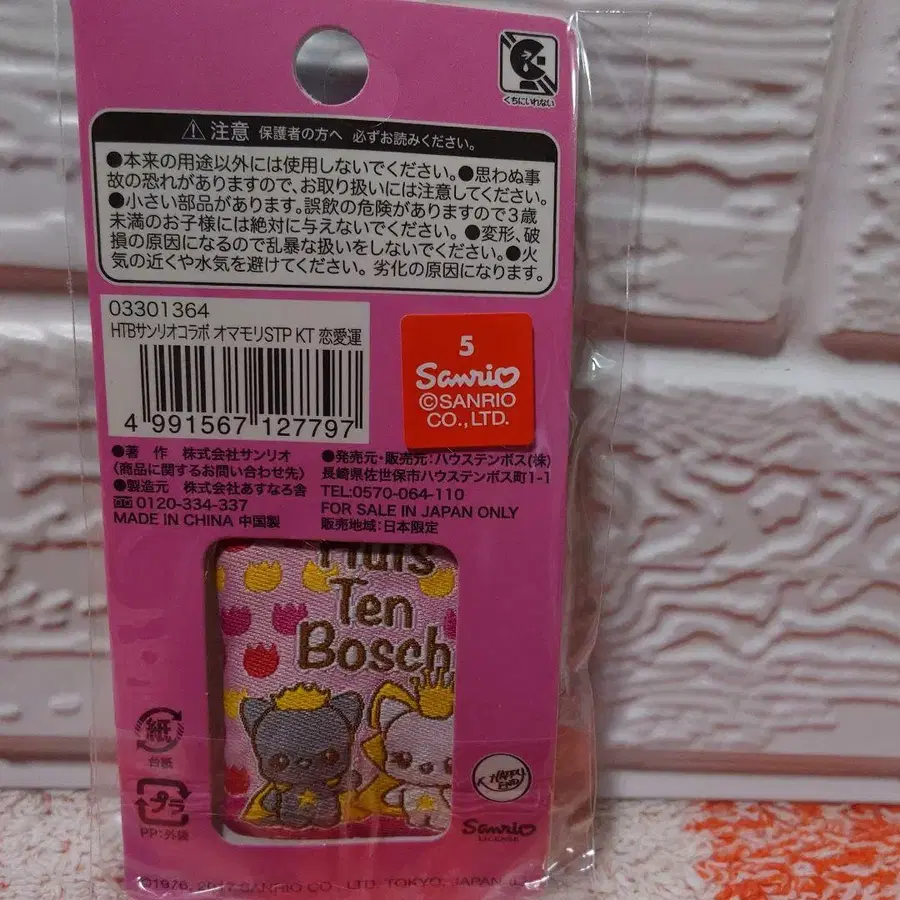 くちにいれない
⚠ 注意 保護者の方へ 必ずお読みください。
●本来の用途以外には使用しないでください。●思わぬ事
故の恐れがありますので、お取り扱いには注意してください。
●小さい部品があります。誤飲の危険がありますので3歳
未満のお子様には絶対に与えないでください。●変形、破
損の原因になるので乱暴な扱いをしないでください。●火
気の近くや水気を避けてください。劣化の原因になります。
03301364
HTBサンリオコラボ オマモリSTP KT 恋愛運
4 991567 127797
5
Sanrio
©SANRIO
CO.,LTD.
●著 作 株式会社サンリオ
〈商品に関するお問い合わせ先〉
●製造元 株式会社あすなろ舎
0120-334-337
MADE IN CHINA 中国製
●発売元・販売元:ハウステンボス(株)
長崎県佐世保市ハウステンボス町1-1
TEL:0570-064-110
FOR SALE IN JAPAN ONLY
販売地域:日本限定
Huis
Ten
Bosch
紙
台紙
プラ
PP:外袋
HAPPY
END
Sanrio
LICENSE
©1976, 2017 SANRIO CO., LTD. TOKYO, JAPAN